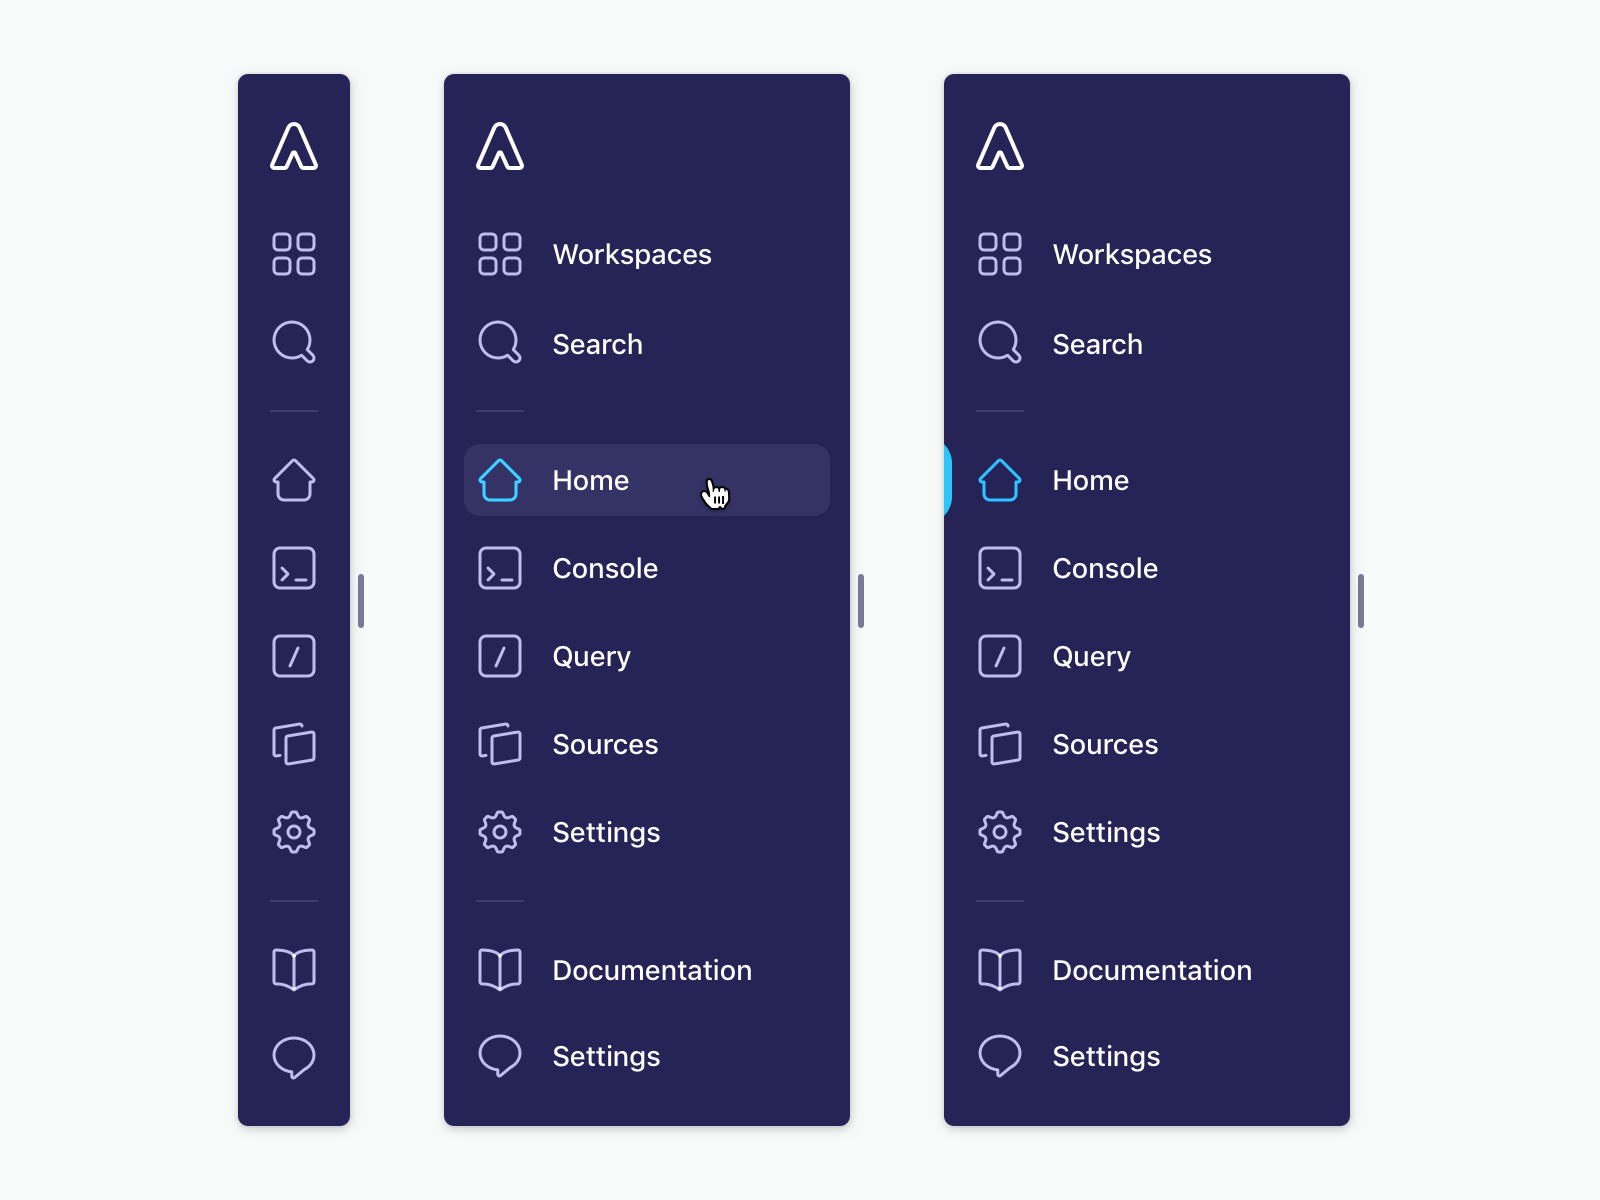 Workspaces
Search
Home
Console
Query
Sources
Settings
Documentation
Settings
Workspaces
Search
Home
Console
Query
Sources
Settings
Documentation
Settings